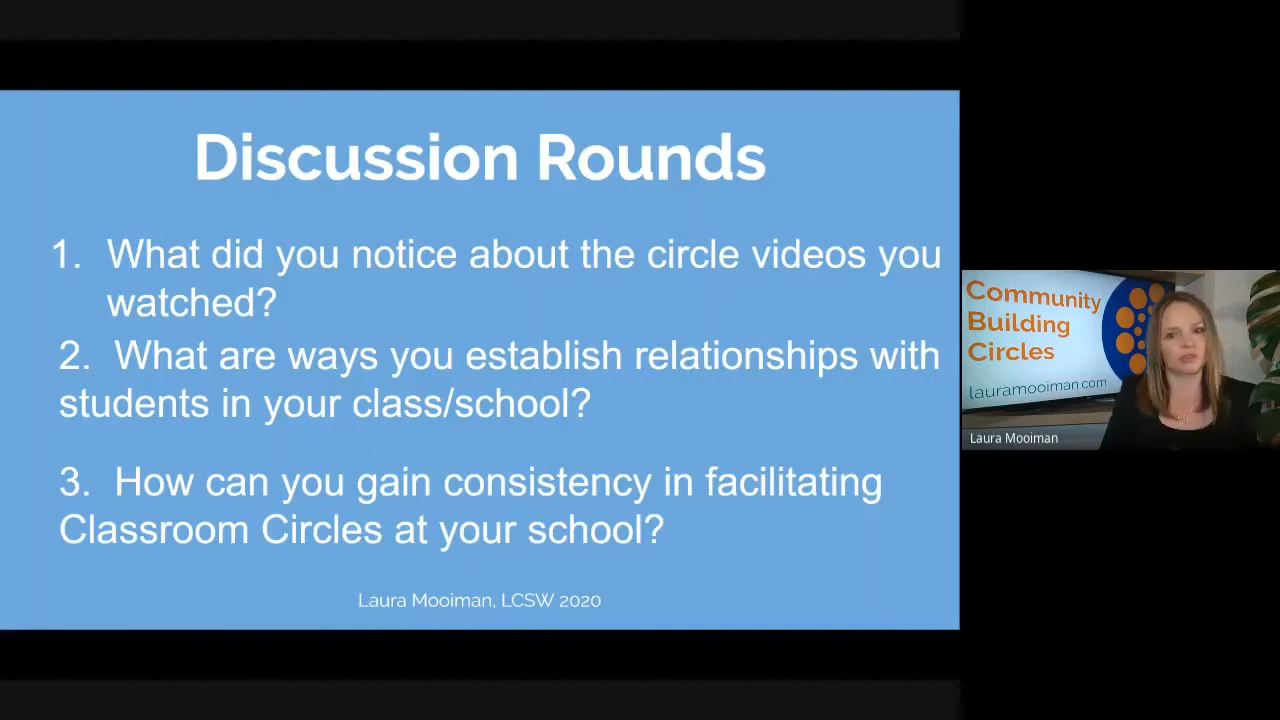 Discussion Rounds
1. What did you notice about the circle videos you
watched?
2. What are ways you establish relationships with
students in your class/school?
3. How can you gain consistency in facilitating
Classroom Circles at your school?
Laura Mooiman, LCSW 2020
Community
Building
Circles
lauramooiman.com
Laura Mooiman